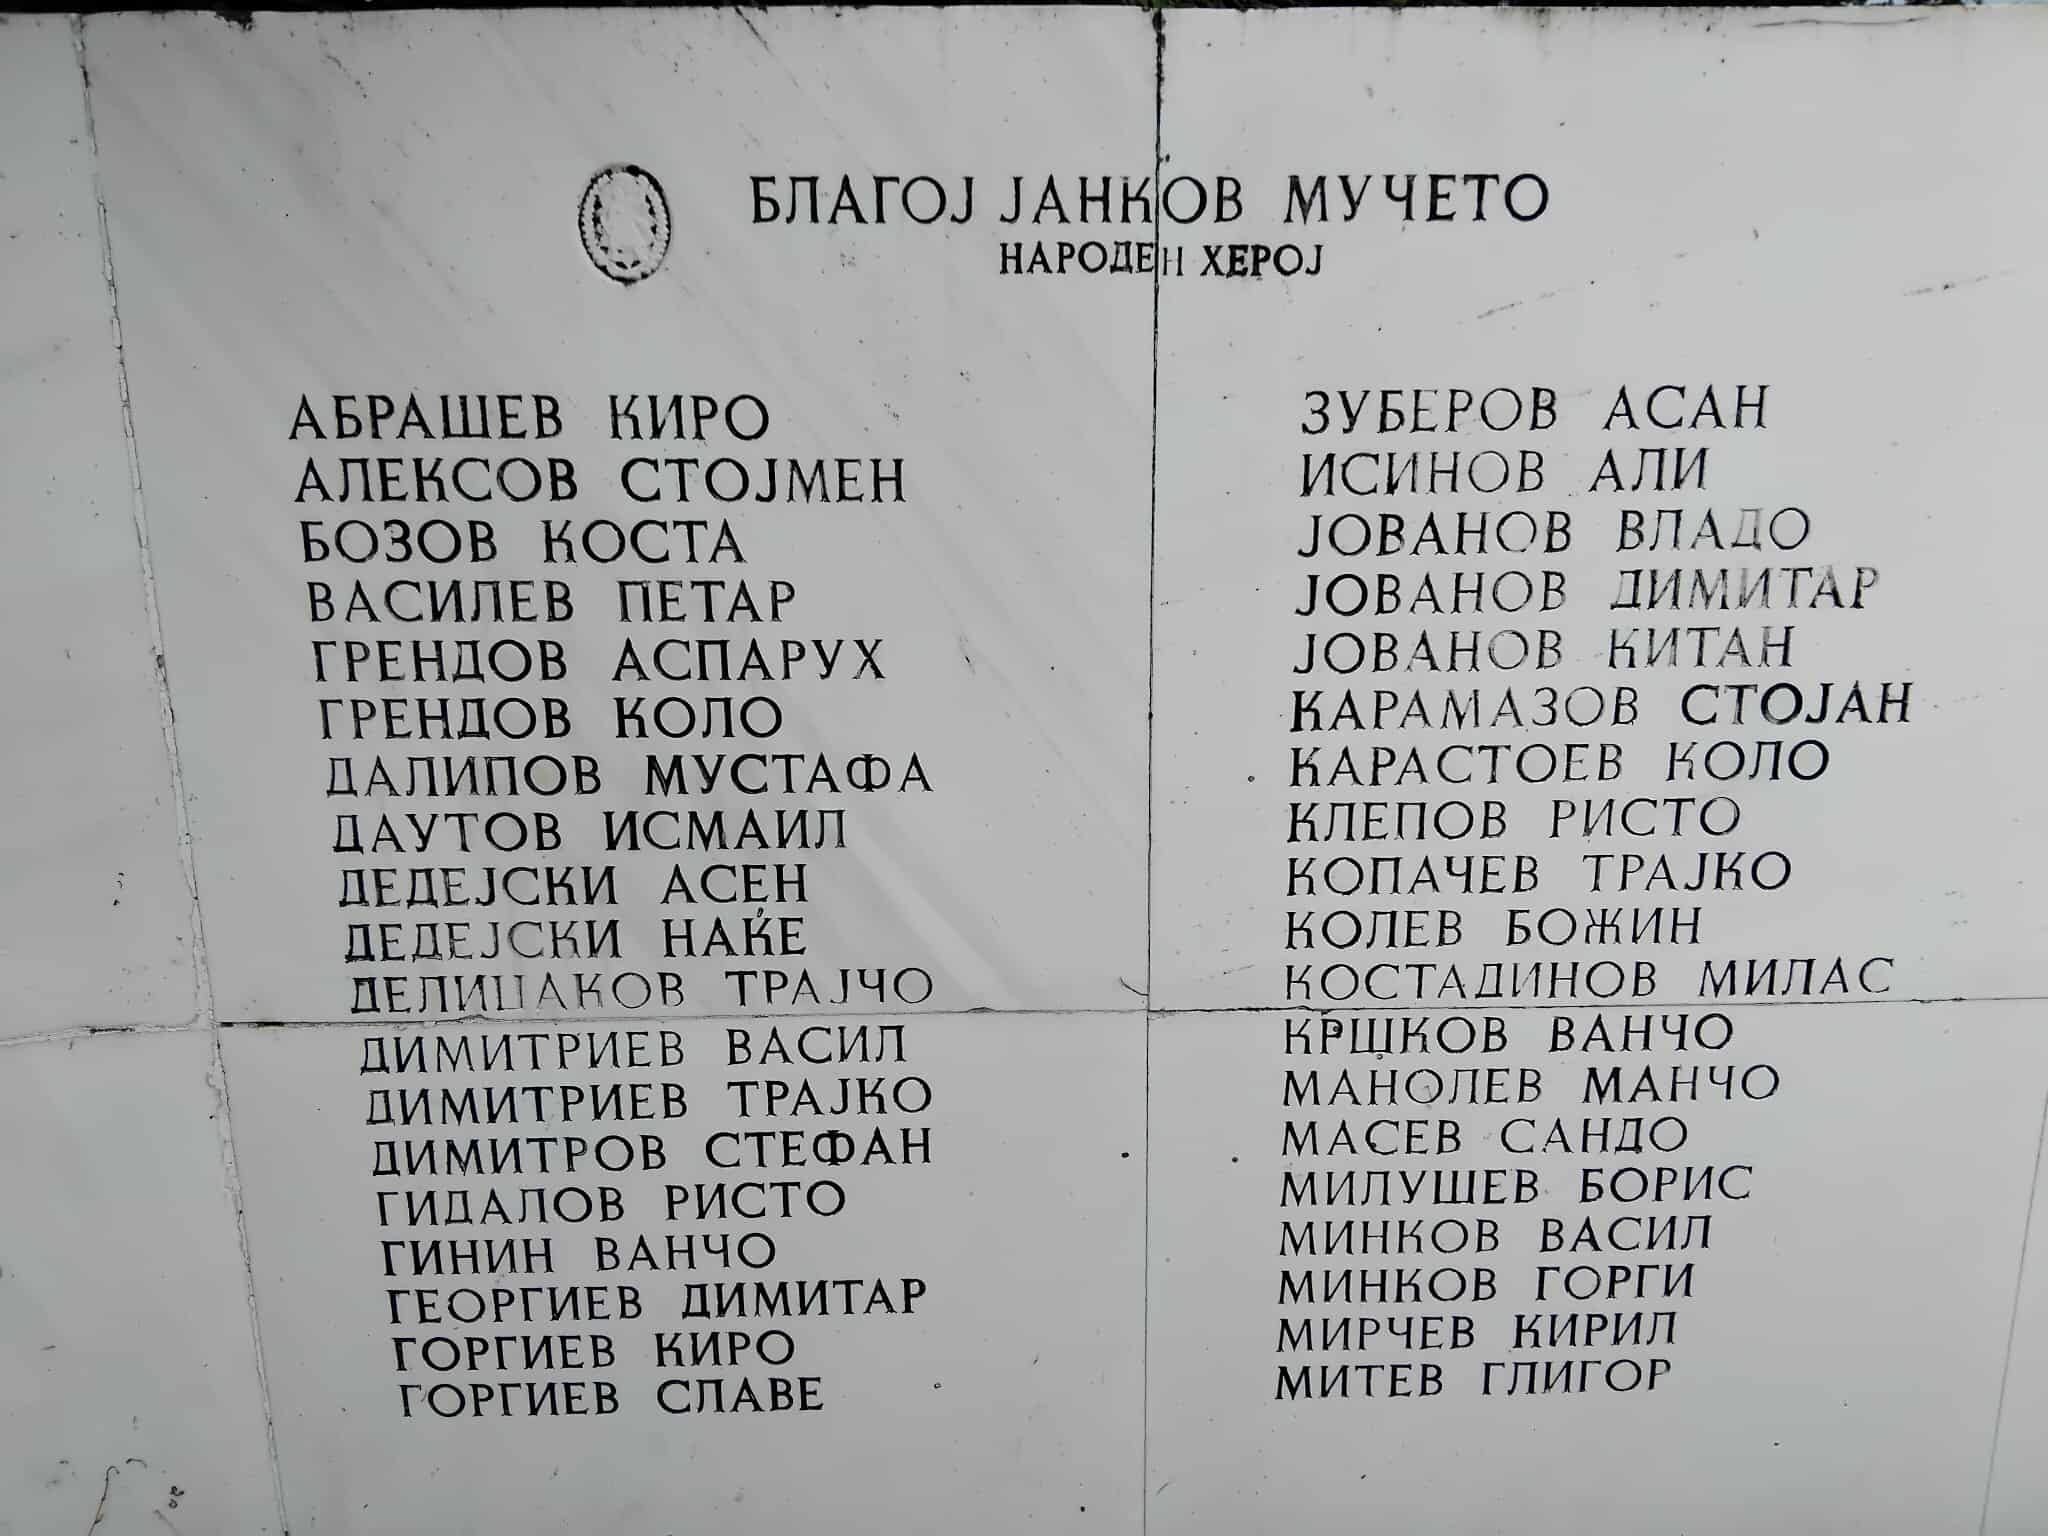 БЛАГОЈ ЈАНКОВ МУЧЕТО
НАРОДЕН ХЕРОЈ
АБРАШЕВ КИРО
АЛЕКСОВ СТОЈМЕН
БОЗОВ КОСТА
ВАСИЛЕВ ПЕТАР
ГРЕНДОВ АСПАРУХ
ГРЕНДОВ КОЛО
ДАЛИПОВ МУСТАФА
ДАУТОВ ИСМАИЛ
ДЕДЕЈСКИ АСЕН
ДЕДЕЈСКИ НАЌЕ
ДЕЛИЏАКОВ ТРАЈЧО
ДИМИТРИЕВ ВАСИЛ
ДИМИТРИЕВ ТРАЈКО
ДИМИТРОВ СТЕФАН
ГИДАЛОВ РИСТО
ГИНИН ВАНЧО
ГЕОРГИЕВ ДИМИТАР
ГОРГИЕВ КИРО
ГОРГИЕВ СЛАВЕ
ЗУБЕРОВ АСАН
ИСИНОВ АЛИ
ЈОВАНОВ ВЛАДО
ЈОВАНОВ ДИМИТАР
ЈОВАНОВ КИТАН
КАРАМАЗОВ СТОЈАН
КАРАСТОЕВ КОЛО
КЛЕПОВ РИСТО
КОПАЧЕВ ТРАЈКО
КОЛЕВ БОЖИН
КОСТАДИНОВ МИЛАС
КРШКОВ ВАНЧО
МАНОЛЕВ МАНЧО
МАСЕВ САНДО
МИЛУШЕВ БОРИС
МИНКОВ ВАСИЛ
МИНКОВ ГОРГИ
МИРЧЕВ КИРИЛ
МИТЕВ ГЛИГОР